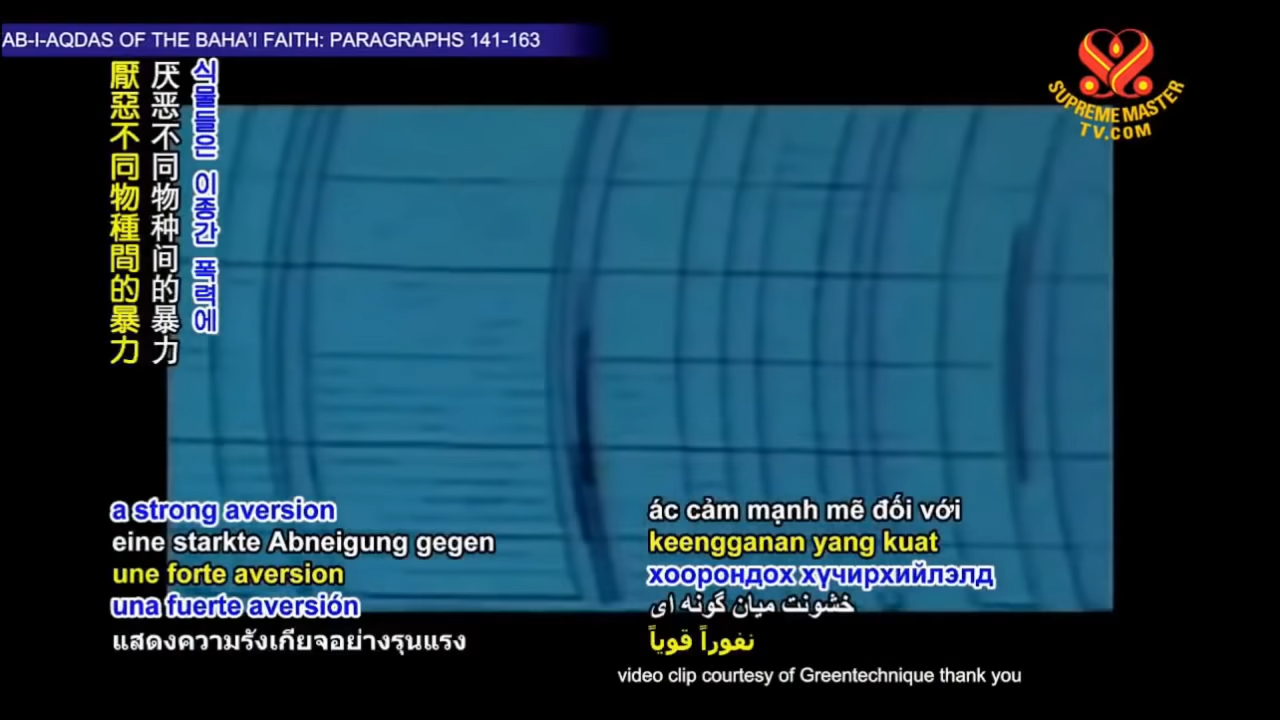 AB-I-AQDAS OF THE BAHA'I FAITH: PARAGRAPHS 141-163
SUPREME MASTER
TV.COM
식물들은 이종간 폭력에
厌恶不同物种间的暴力
厭惡不同物種間的暴力
a strong aversion
eine starkte Abneigung gegen
une forte aversion
una fuerte aversión
แสดงความรังเกียจอย่างรุนแรง
ác cảm mạnh mẽ đối với
keengganan yang kuat
хоорондох хүчирхийлэлд
خشونت میان گونه ای
نفوراً قوياً
video clip courtesy of Greentechnique thank you